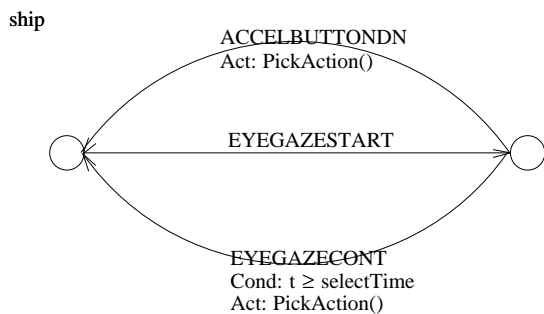 ship
ACCELBUTTONDN
Act: PickAction()
EYEGAZESTART
EYEGAZECONT
Cond: t ≥ selectTime
Act: PickAction()